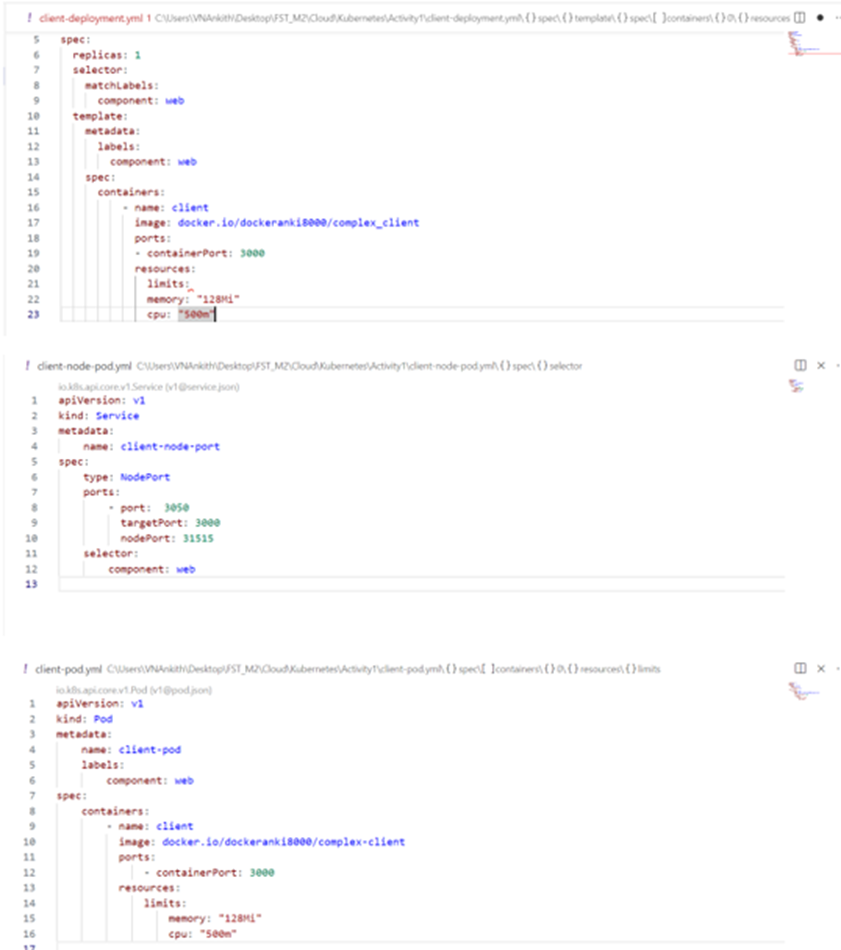 ! client-deployment.yml 1 C:\Users\VNAnkith\Desktop\FST_M2\Cloud\Kubernetes\Activity1\client-deployment.yml\{} spec\{} template\{} spec\[ ]containers\{} 0\{} resources
5 spec:
6 replicas: 1
7 selector:
8 matchLabels:
9 component: web
10 template:
11 metadata:
12 labels:
13 component: web
14 spec:
15 containers:
16 - name: client
17 image: docker.io/dockeranki8000/complex_client
18 ports:
19 - containerPort: 3000
20 resources:
21 limits:
22 memory: "128Mi"
23 cpu: "500m"
! client-node-pod.yml C:\Users\VNAnkith\Desktop\FST_M2\Cloud\Kubernetes\Activity1\client-node-pod.yml\{} spec\{} selector
io.k8s.api.core.v1.Service (v1@service.json)
1 apiVersion: v1
2 kind: Service
3 metadata:
4 name: client-node-port
5 spec:
6 type: NodePort
7 ports:
8 - port: 3050
9 targetPort: 3000
10 nodePort: 31515
11 selector:
12 component: web
13
! client-pod.yml C:\Users\VNAnkith\Desktop\FST_M2\Cloud\Kubernetes\Activity1\client-pod.yml\{} spec\[ ]containers\{} 0\{} resources\{} limits
io.k8s.api.core.v1.Pod (v1@pod.json)
1 apiVersion: v1
2 kind: Pod
3 metadata:
4 name: client-pod
5 labels:
6 component: web
7 spec:
8 containers:
9 - name: client
10 image: docker.io/dockeranki8000/complex-client
11 ports:
12 - containerPort: 3000
13 resources:
14 limits:
15 memory: "128Mi"
16 cpu: "500m"
17